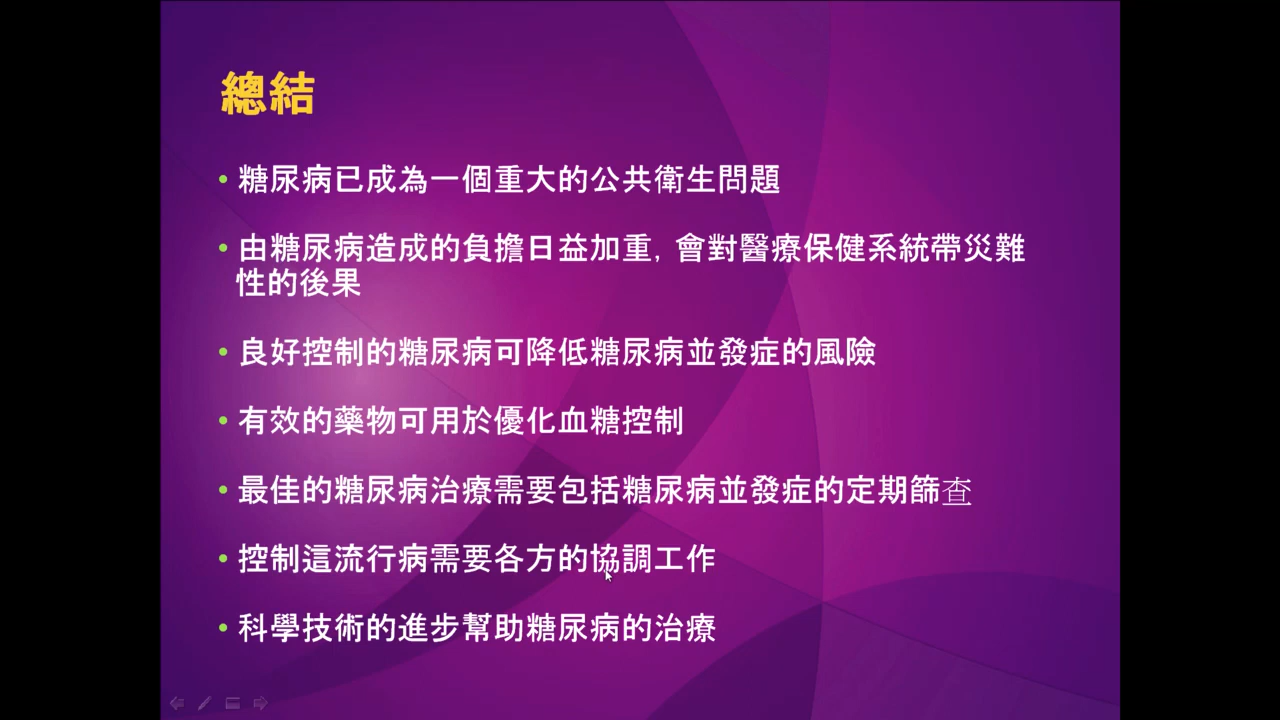 總結
• 糖尿病已成為一個重大的公共衛生問題
• 由糖尿病造成的負擔日益加重, 會對醫療保健系統帶災難
性的後果
• 良好控制的糖尿病可降低糖尿病並發症的風險
• 有效的藥物可用於優化血糖控制
• 最佳的糖尿病治療需要包括糖尿病並發症的定期篩查
• 控制這流行病需要各方的協調工作
• 科學技術的進步幫助糖尿病的治療